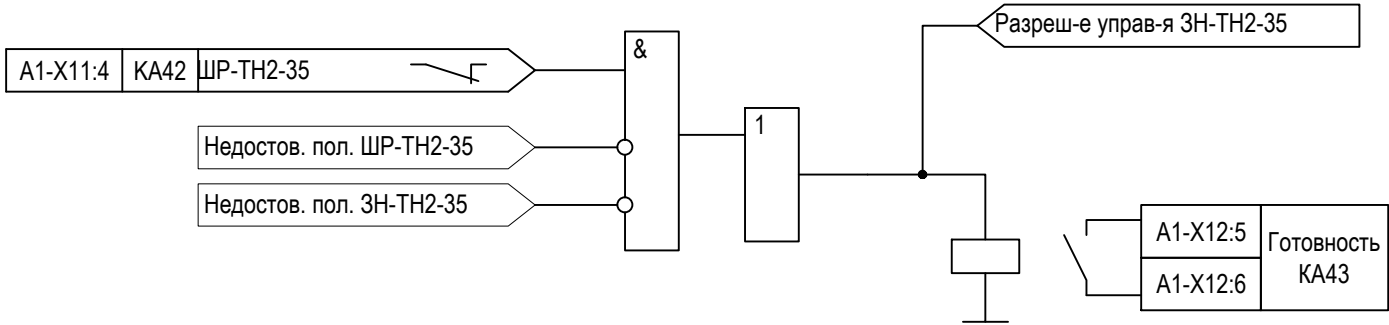 Разреш-е управ-я ЗН-ТН2-35
&
A1-X11:4 KA42 ШР-ТН2-35
1
Недостов. пол. ШР-ТН2-35
Недостов. пол. ЗН-ТН2-35
A1-X12:5
Готовность
KA43
A1-X12:6